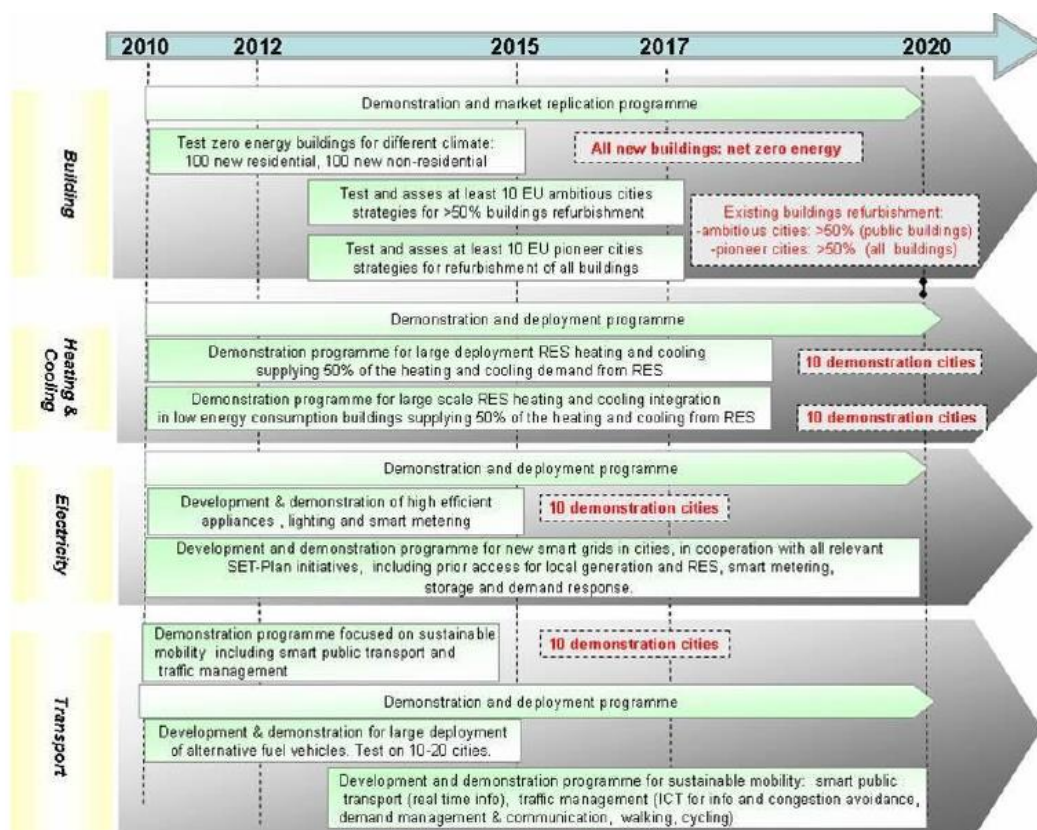 2010 2012 2015 2017 2020
Building
Demonstration and market replication programme
Test zero energy buildings for different climate:
100 new residential, 100 new non-residential
All new buildings: net zero energy
Test and asses at least 10 EU ambitious cities
strategies for >50% buildings refurbishment
Test and asses at least 10 EU pioneer cities
strategies for refurbishment of all buildings
Existing buildings refurbishment:
-ambitious cities: >50% (public buildings)
-pioneer cities: >50% (all buildings)
Heating &
Cooling
Demonstration and deployment programme
Demonstration programme for large deployment RES heating and cooling
supplying 50% of the heating and cooling demand from RES
10 demonstration cities
Demonstration programme for large scale RES heating and cooling integration
in low energy consumption buildings supplying 50% of the heating and cooling from RES
10 demonstration cities
Electricity
Demonstration and deployment programme
Development & demonstration of high efficient
appliances , lighting and smart metering
10 demonstration cities
Development and demonstration programme for new smart grids in cities, in cooperation with all relevant
SET-Plan initiatives, including prior access for local generation and RES, smart metering,
storage and demand response.
Transport
Demonstration programme focused on sustainable
mobility including smart public transport and
traffic management
10 demonstration cities
Demonstration and deployment programme
Development & demonstration for large deployment
of alternative fuel vehicles. Test on 10-20 cities.
Development and demonstration programme for sustainable mobility: smart public
transport (real time info), traffic management (ICT for info and congestion avoidance,
demand management & communication, walking, cycling)